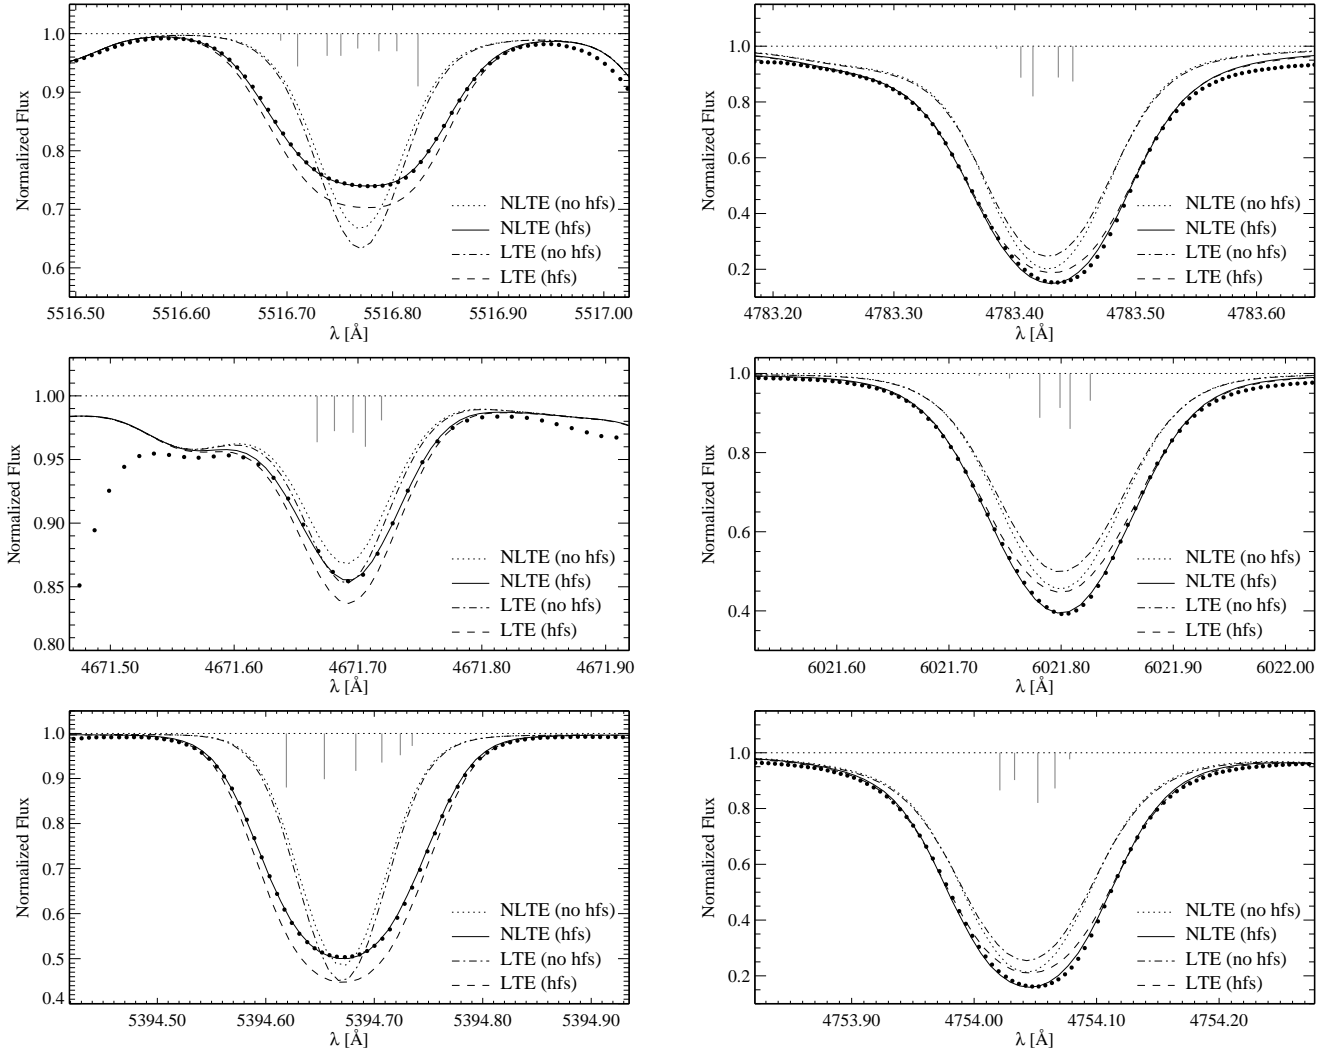 1.0
0.9
0.8
0.7
0.6
Normalized Flux
NLTE (no hfs)
NLTE (hfs)
LTE (no hfs)
LTE (hfs)
5516.50 5516.60 5516.70 5516.80 5516.90 5517.00
λ [Å]
1.0
0.8
0.6
0.4
0.2
Normalized Flux
NLTE (no hfs)
NLTE (hfs)
LTE (no hfs)
LTE (hfs)
4783.20 4783.30 4783.40 4783.50 4783.60
λ [Å]
1.00
0.95
0.90
0.85
0.80
Normalized Flux
NLTE (no hfs)
NLTE (hfs)
LTE (no hfs)
LTE (hfs)
4671.50 4671.60 4671.70 4671.80 4671.90
λ [Å]
1.0
0.8
0.6
0.4
Normalized Flux
NLTE (no hfs)
NLTE (hfs)
LTE (no hfs)
LTE (hfs)
6021.60 6021.70 6021.80 6021.90 6022.00
λ [Å]
1.0
0.9
0.8
0.7
0.6
0.5
0.4
Normalized Flux
NLTE (no hfs)
NLTE (hfs)
LTE (no hfs)
LTE (hfs)
5394.50 5394.60 5394.70 5394.80 5394.90
λ [Å]
1.0
0.8
0.6
0.4
0.2
Normalized Flux
NLTE (no hfs)
NLTE (hfs)
LTE (no hfs)
LTE (hfs)
4753.90 4754.00 4754.10 4754.20
λ [Å]